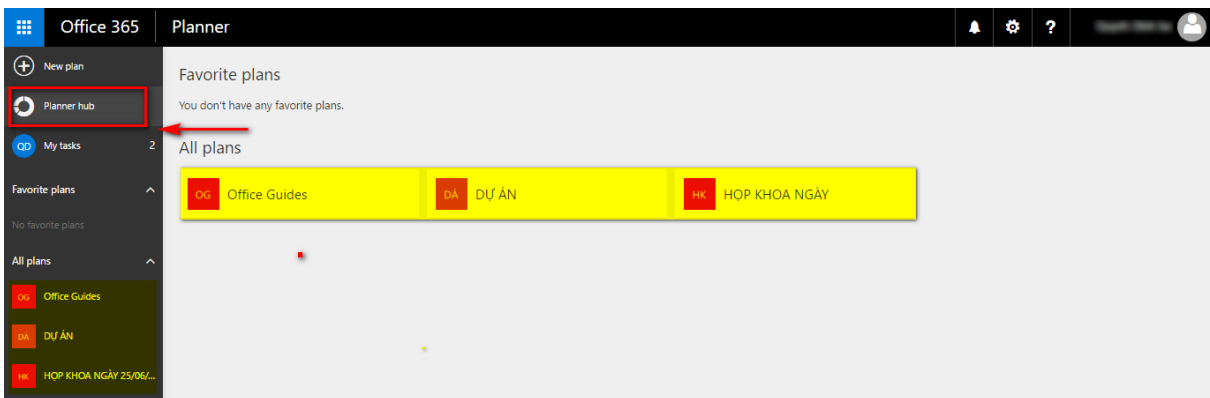 Office 365
Planner
?
New plan
Planner hub
QD My tasks 2
Favorite plans
No favorite plans
All plans
OG Office Guides
DÁ DỰ ÁN
HK HỌP KHOA NGÀY 25/06/...
Favorite plans
You don't have any favorite plans.
All plans
OG Office Guides
DÁ DỰ ÁN
HK HỌP KHOA NGÀY